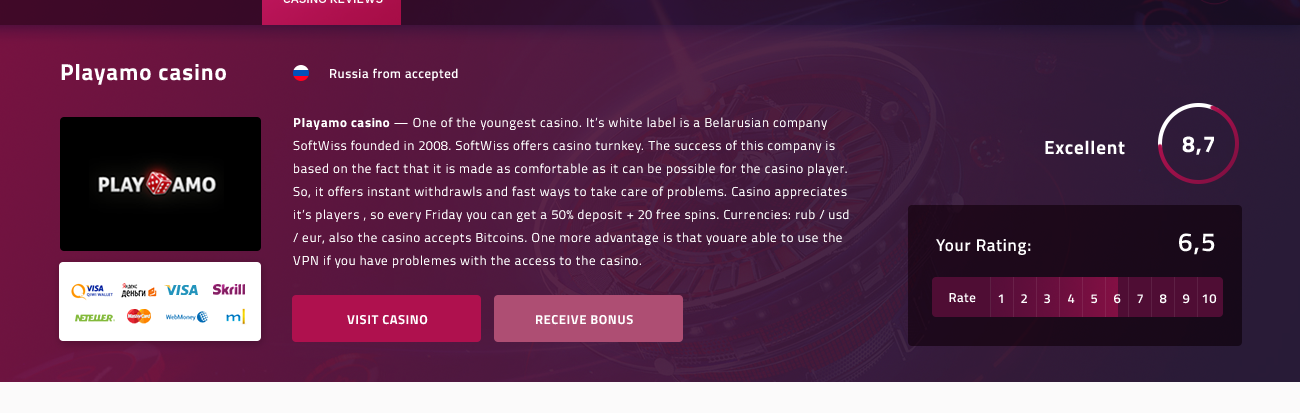 CASINO REVIEWS
Playamo casino
Russia from accepted
Playamo casino — One of the youngest casino. It's white label is a Belarusian company
SoftWiss founded in 2008. SoftWiss offers casino turnkey. The success of this company is
based on the fact that it is made as comfortable as it can be possible for the casino player.
So, it offers instant withdrawls and fast ways to take care of problems. Casino appreciates
it's players , so every Friday you can get a 50% deposit + 20 free spins. Currencies: rub / usd
/ eur, also the casino accepts Bitcoins. One more advantage is that youare able to use the
VPN if you have problemes with the access to the casino.
PLAY AMO
VISA QIWI WALLET Яндекс Деньги VISA Skrill
NETELLER MasterCard WebMoney m
VISIT CASINO
RECEIVE BONUS
Excellent
8,7
Your Rating:
6,5
Rate 1 2 3 4 5 6 7 8 9 10